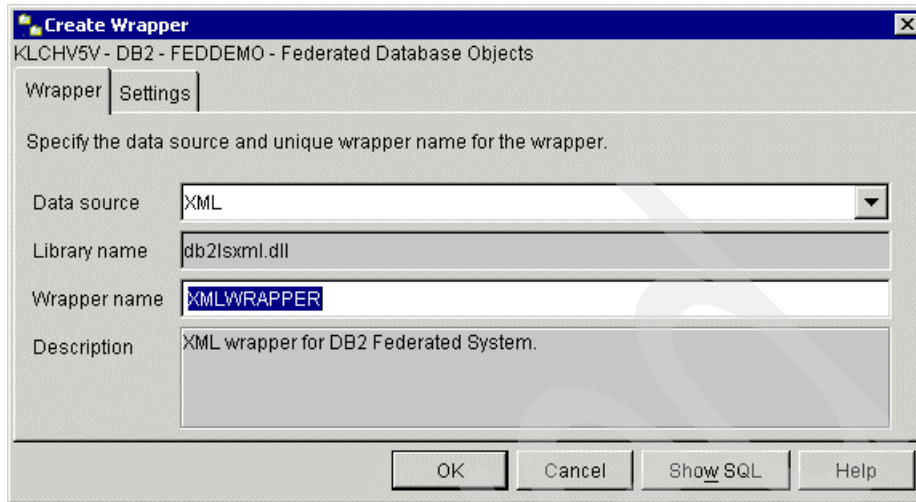 Create Wrapper
KLCHV5V - DB2 - FEDDEMO - Federated Database Objects
Wrapper Settings
Specify the data source and unique wrapper name for the wrapper.
Data source XML
Library name db2lsxml.dll
Wrapper name XMLWRAPPER
Description XML wrapper for DB2 Federated System.
OK Cancel Show SQL Help